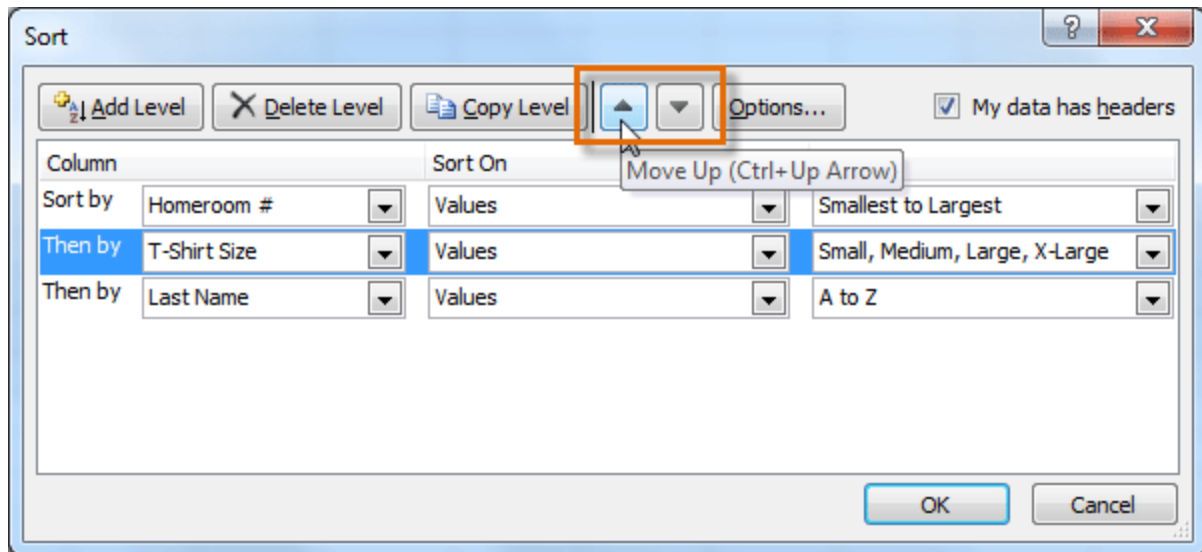 Sort
Add Level Delete Level Copy Level Options... My data has headers
Column Sort On
Move Up (Ctrl+Up Arrow)
Sort by Homeroom # Values Smallest to Largest
Then by T-Shirt Size Values Small, Medium, Large, X-Large
Then by Last Name Values A to Z
OK Cancel